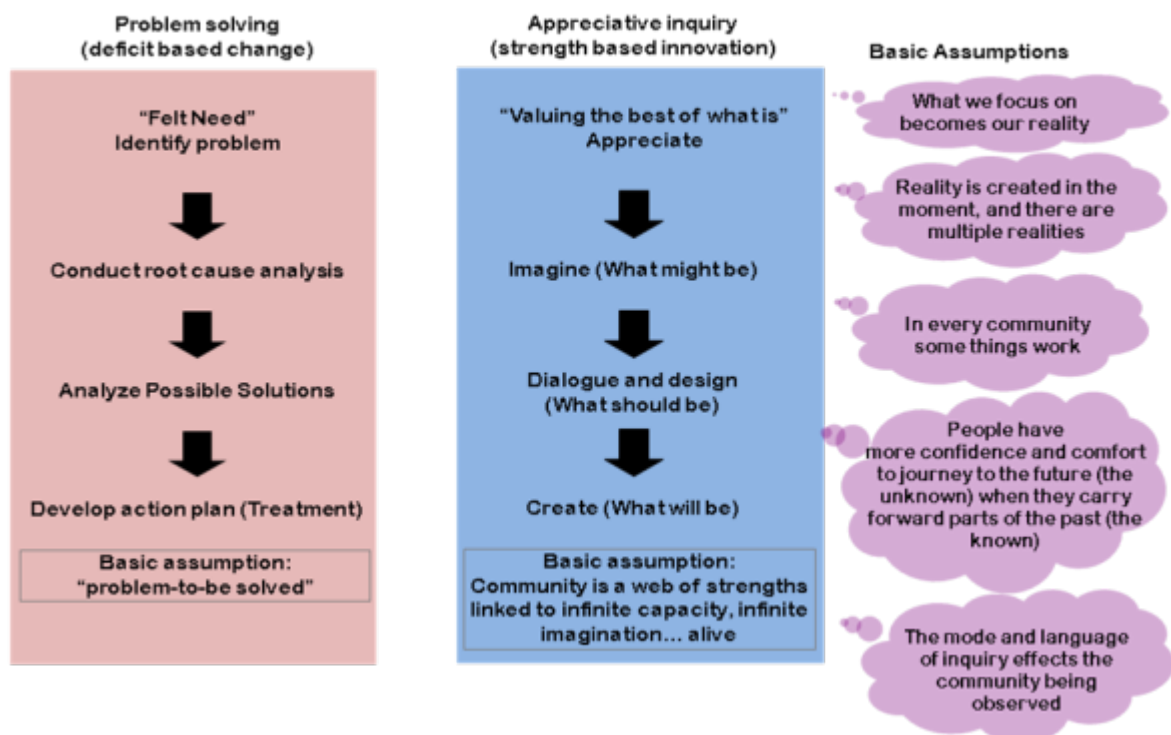 Problem solving
(deficit based change)
“Felt Need”
Identify problem
Conduct root cause analysis
Analyze Possible Solutions
Develop action plan (Treatment)
Basic assumption:
“problem-to-be solved”
Appreciative inquiry
(strength based innovation)
“Valuing the best of what is”
Appreciate
Imagine (What might be)
Dialogue and design
(What should be)
Create (What will be)
Basic assumption:
Community is a web of strengths
linked to infinite capacity, infinite
imagination... alive
Basic Assumptions
What we focus on
becomes our reality
Reality is created in the
moment, and there are
multiple realities
In every community
some things work
People have
more confidence and comfort
to journey to the future (the
unknown) when they carry
forward parts of the past (the
known)
The mode and language
of inquiry effects the
community being
observed